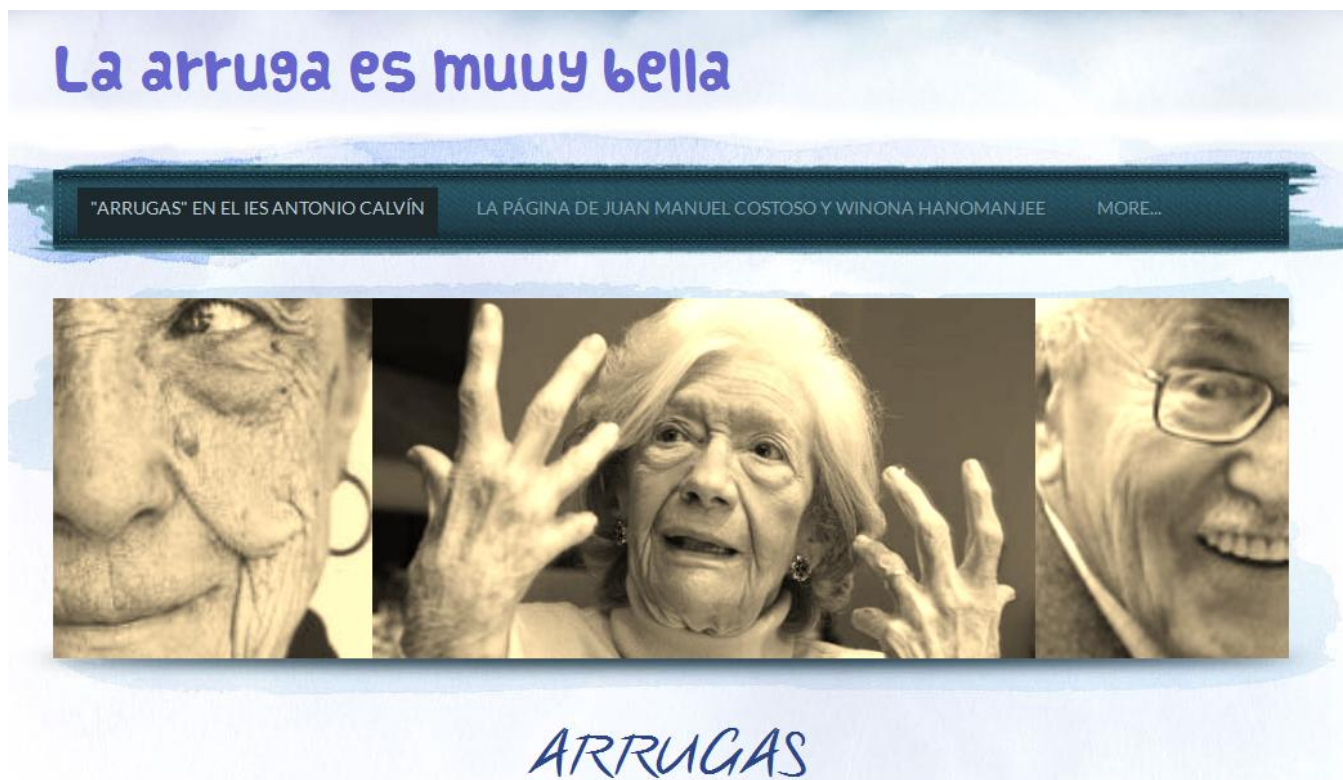 La arruga es muuy bella
"ARRUGAS" EN EL IES ANTONIO CALVÍN
LA PÁGINA DE JUAN MANUEL COSTOSO Y WINONA HANOMANJEE
MORE...
ARRUGAS